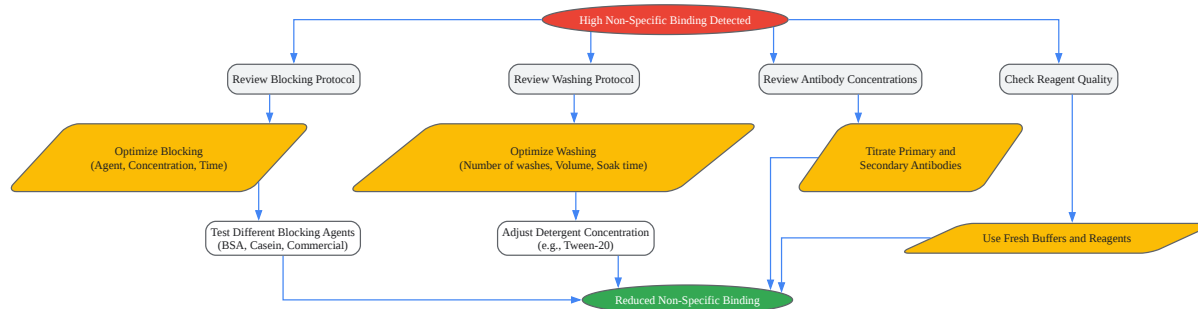 High Non-Specific Binding Detected
Review Blocking Protocol
Review Washing Protocol
Review Antibody Concentrations
Check Reagent Quality
Optimize Blocking
(Agent, Concentration, Time)
Optimize Washing
(Number of washes, Volume, Soak time)
Titrate Primary and
Secondary Antibodies
Test Different Blocking Agents
(BSA, Casein, Commercial)
Adjust Detergent Concentration
(e.g., Tween-20)
Use Fresh Buffers and Reagents
Reduced Non-Specific Binding